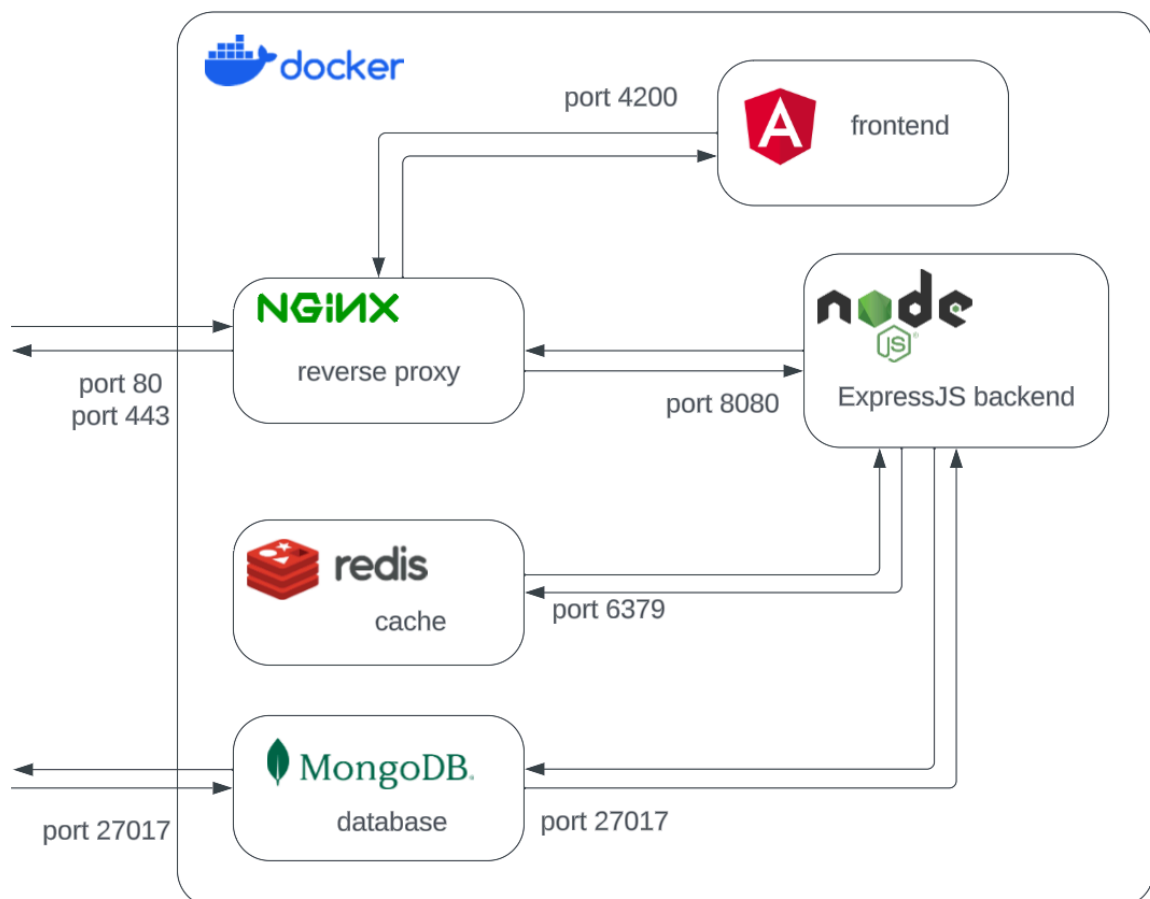 docker
port 4200
A
frontend
NGINX
reverse proxy
port 80
port 443
port 8080
node
JS
®
ExpressJS backend
redis
cache
port 6379
MongoDB.
database
port 27017
port 27017